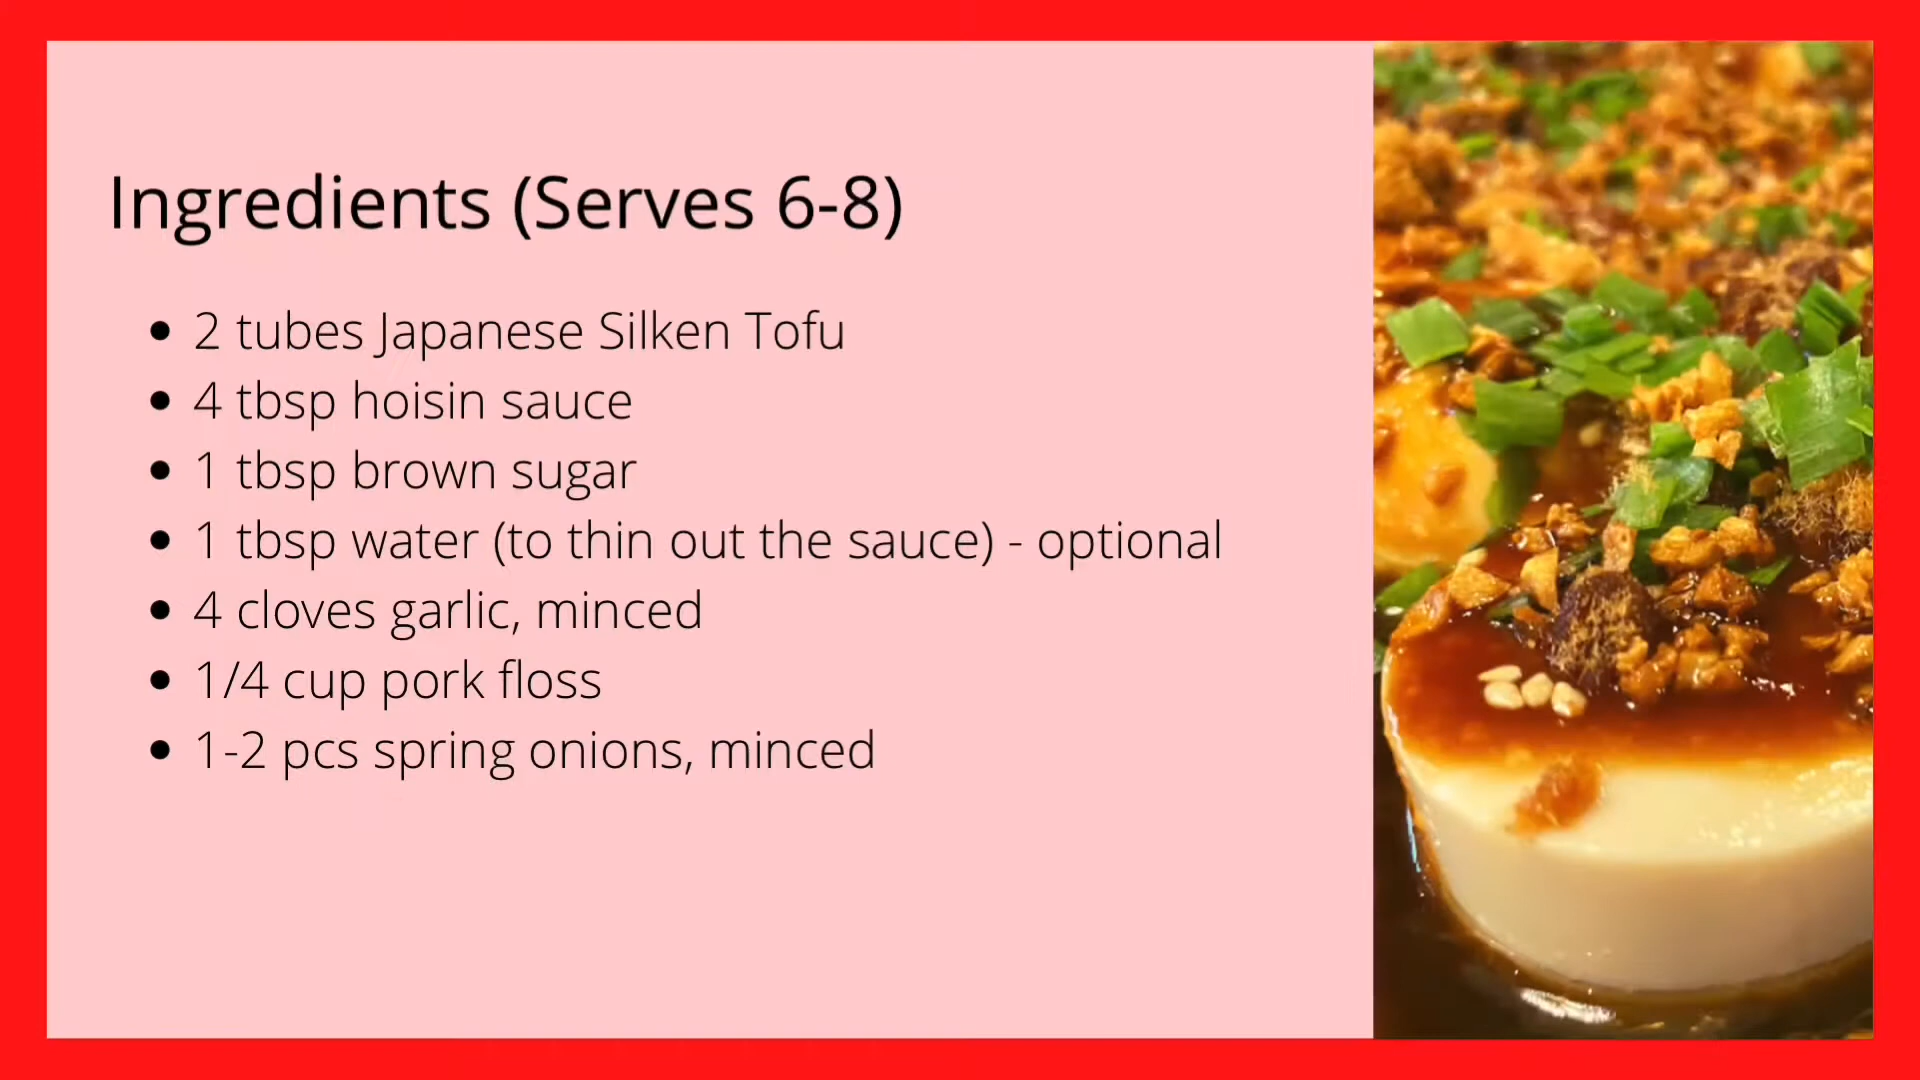 Ingredients (Serves 6-8)
• 2 tubes Japanese Silken Tofu
• 4 tbsp hoisin sauce
• 1 tbsp brown sugar
• 1 tbsp water (to thin out the sauce) - optional
• 4 cloves garlic, minced
• 1/4 cup pork floss
• 1-2 pcs spring onions, minced